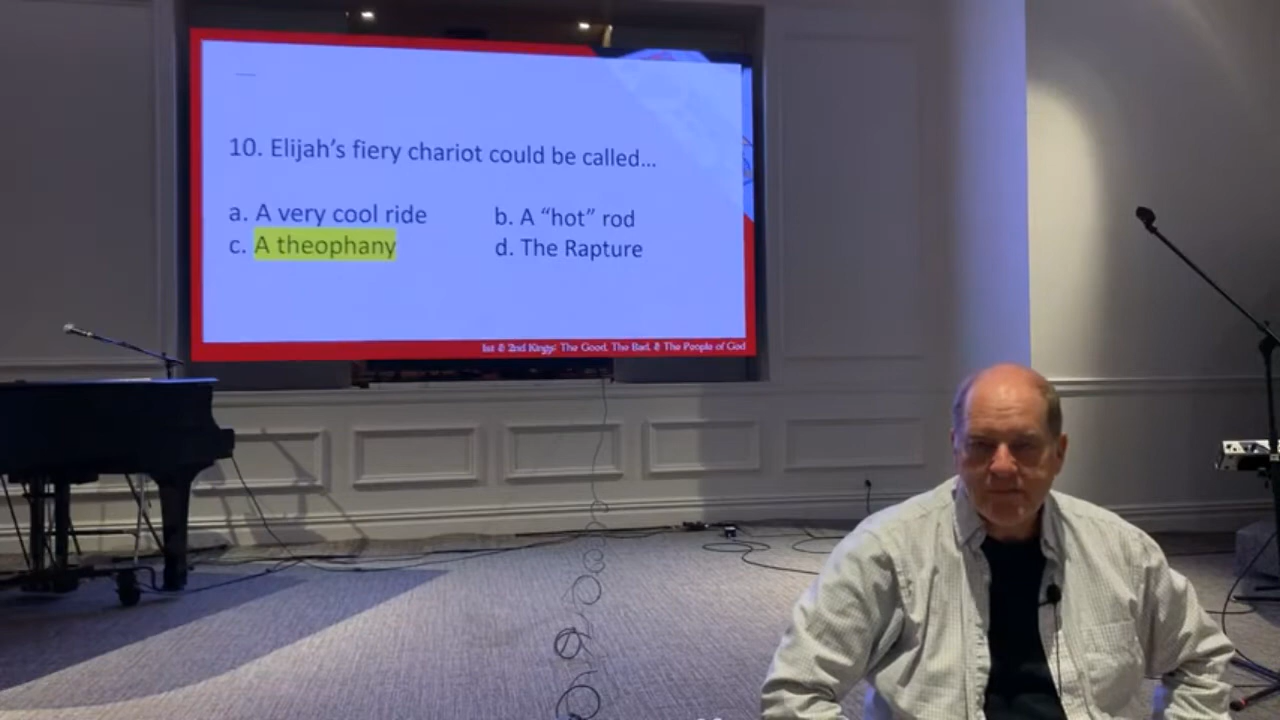 10. Elijah’s fiery chariot could be called…
a. A very cool ride b. A “hot” rod
c. A theophany d. The Rapture
1st & 2nd Kings: The Good, The Bad, & The People of God